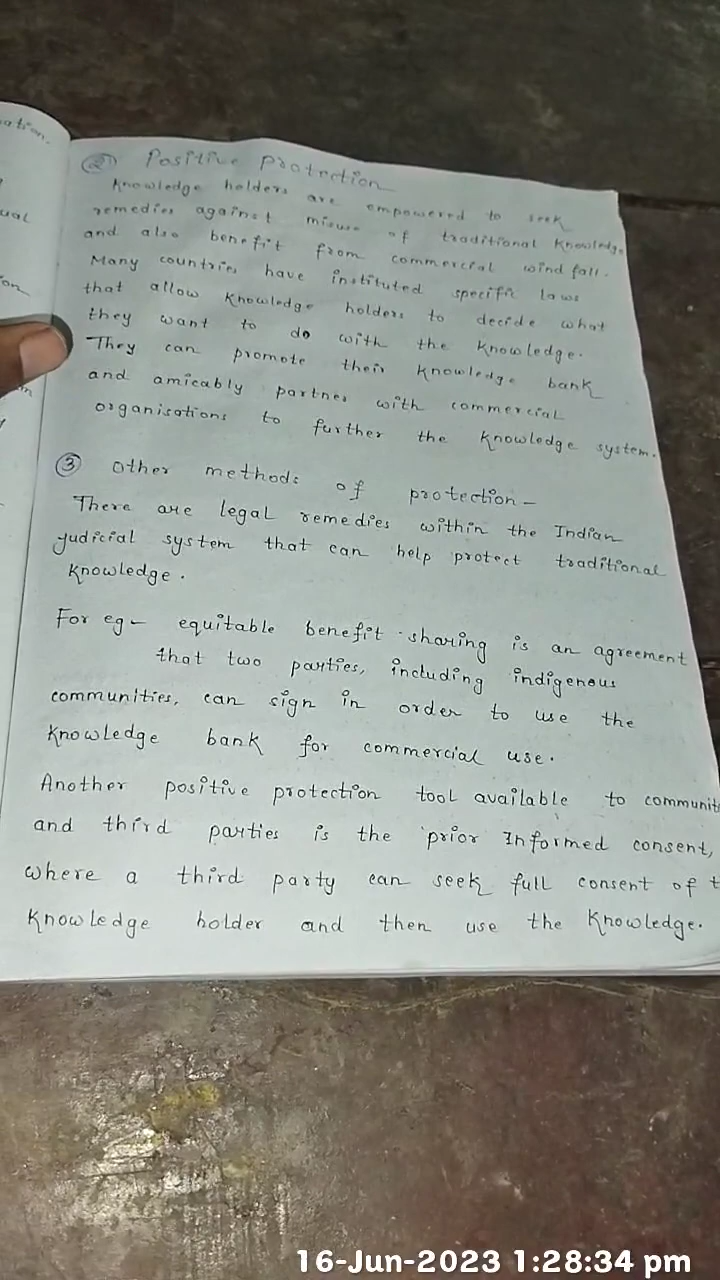 ation.
ual
on
② Positive protection
Knowledge holders are empowered to seek
remedies against misuse of traditional Knowledge
and also benefit from commercial wind fall.
Many countries have instituted specific laws
that allow Knowledge holders to decide what
they want to do with the Knowledge.
They can promote their Knowledge bank
and amicably partner with commercial
organisations to further the Knowledge system.
③ Other methods of protection-
There are legal remedies within the Indian
judicial system that can help protect traditional
Knowledge.
For eg- equitable benefit sharing is an agreement
that two parties, including indigenous
communities, can sign in order to use the
Knowledge bank for commercial use.
Another positive protection tool available to communit
and third parties is the prior Informed consent,
where a third party can seek full consent of t
Knowledge holder and then use the Knowledge.
16-Jun-2023 1:28:34 pm